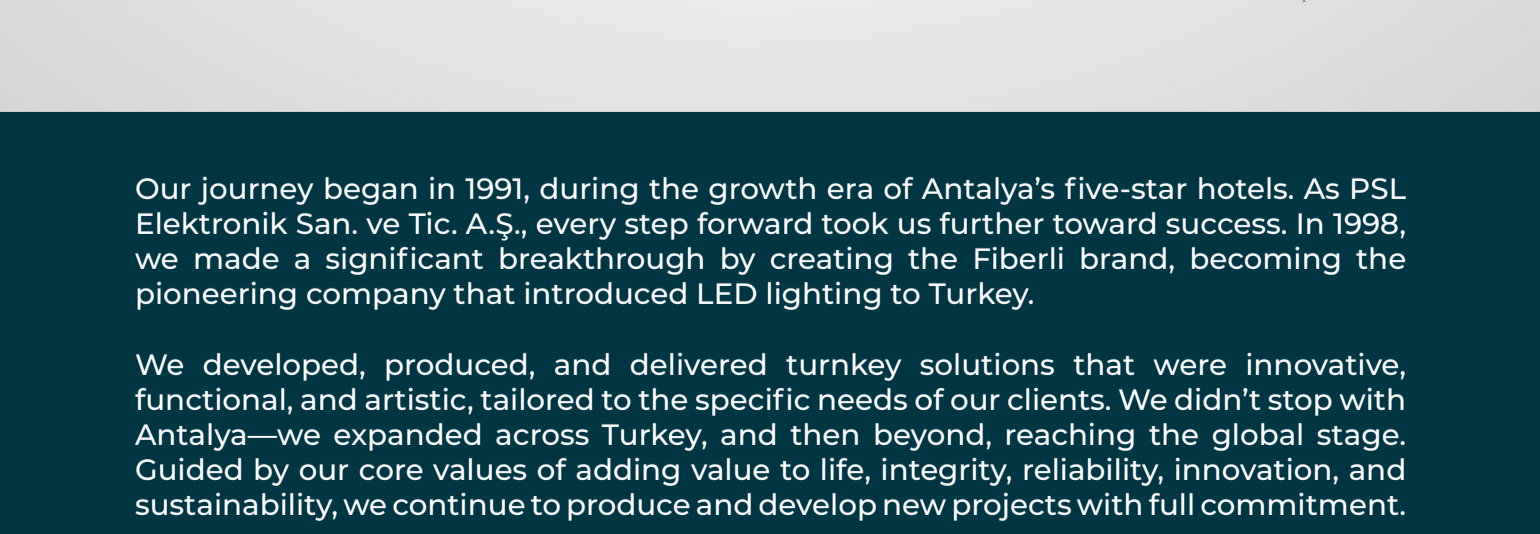 Our journey began in 1991, during the growth era of Antalya’s five-star hotels. As PSL
Elektronik San. ve Tic. A.Ş., every step forward took us further toward success. In 1998,
we made a significant breakthrough by creating the Fiberli brand, becoming the
pioneering company that introduced LED lighting to Turkey.
We developed, produced, and delivered turnkey solutions that were innovative,
functional, and artistic, tailored to the specific needs of our clients. We didn’t stop with
Antalya—we expanded across Turkey, and then beyond, reaching the global stage.
Guided by our core values of adding value to life, integrity, reliability, innovation, and
sustainability, we continue to produce and develop new projects with full commitment.